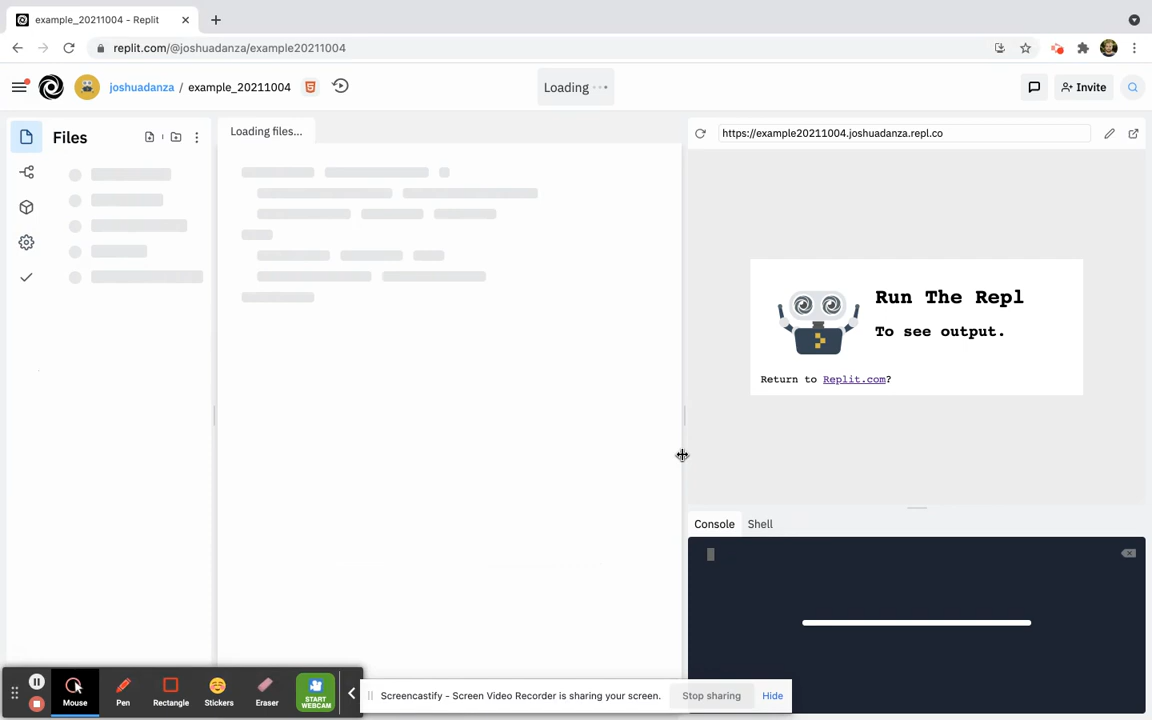 example_20211004 - Replit
replit.com/@joshuadanza/example20211004
joshuadanza / example_20211004
Loading
Invite
Files
Loading files...
https://example20211004.joshuadanza.repl.co
Run The Repl
To see output.
Return to Replit.com?
Console Shell
Mouse Pen Rectangle Stickers Eraser START WEBCAM
Screencastify - Screen Video Recorder is sharing your screen. Stop sharing Hide